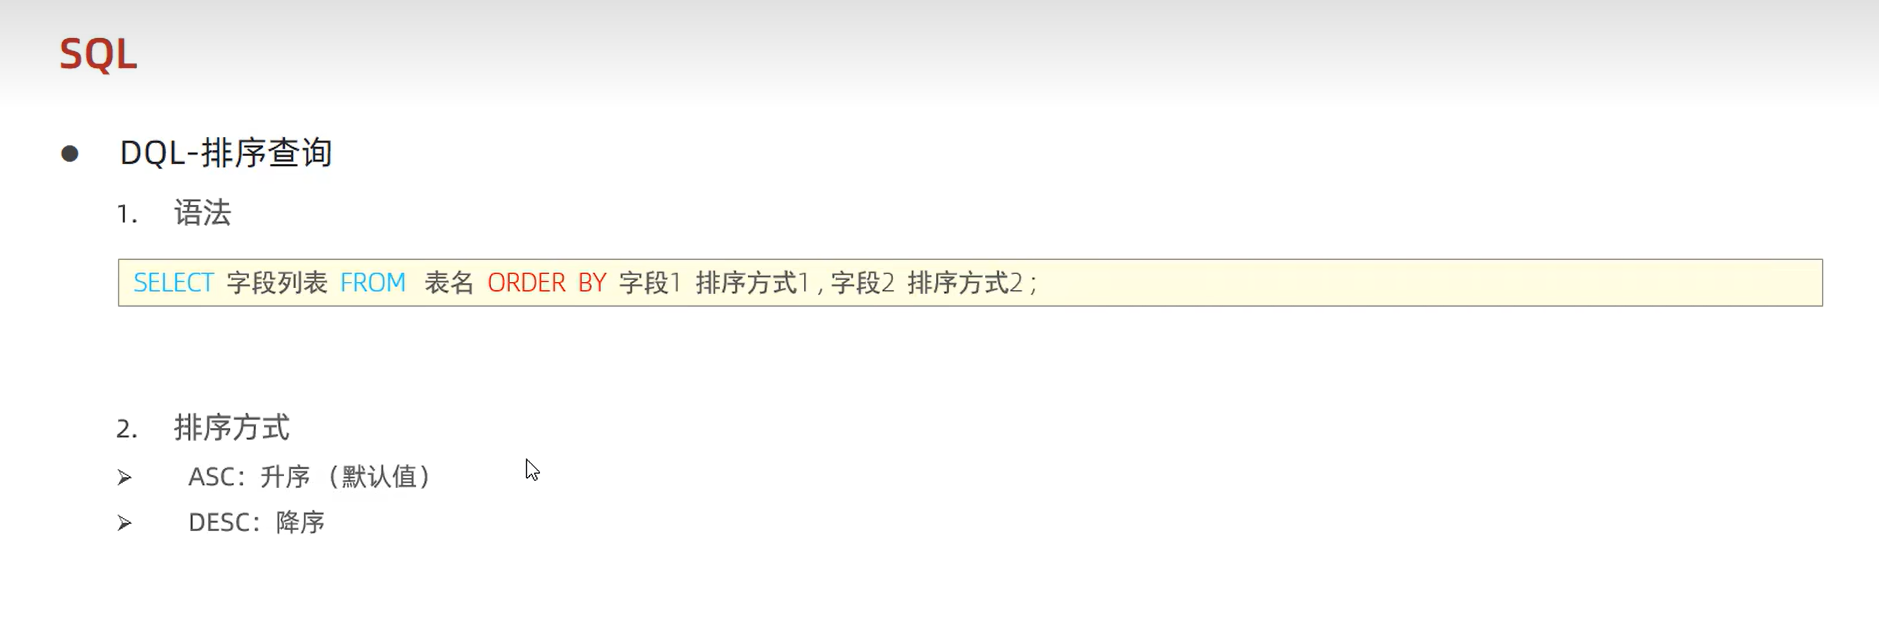 SQL
DQL-排序查询
1. 语法
SELECT 字段列表 FROM 表名 ORDER BY 字段1 排序方式1 , 字段2 排序方式2 ;
2. 排序方式
ASC：升序（默认值）
DESC：降序